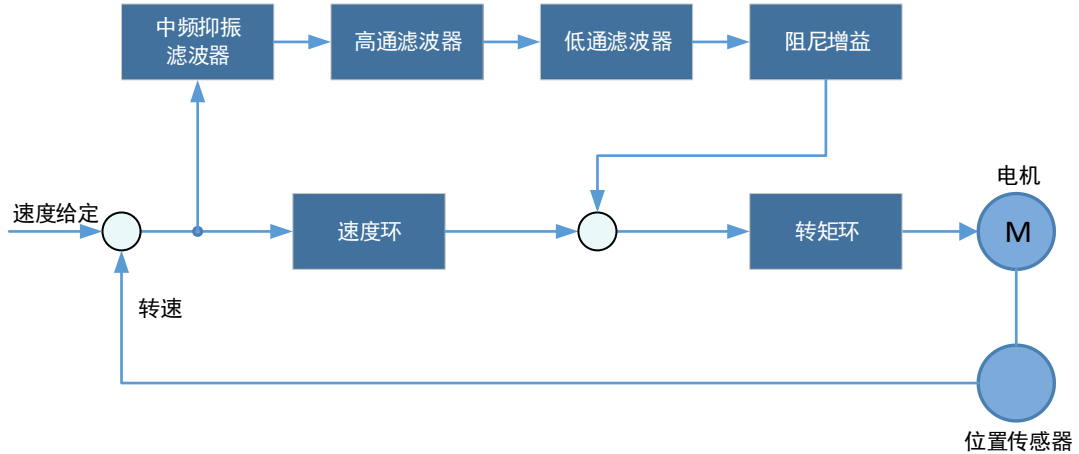 中频抑振
滤波器
高通滤波器
低通滤波器
阻尼增益
电机
速度给定
速度环
转矩环
M
转速
位置传感器